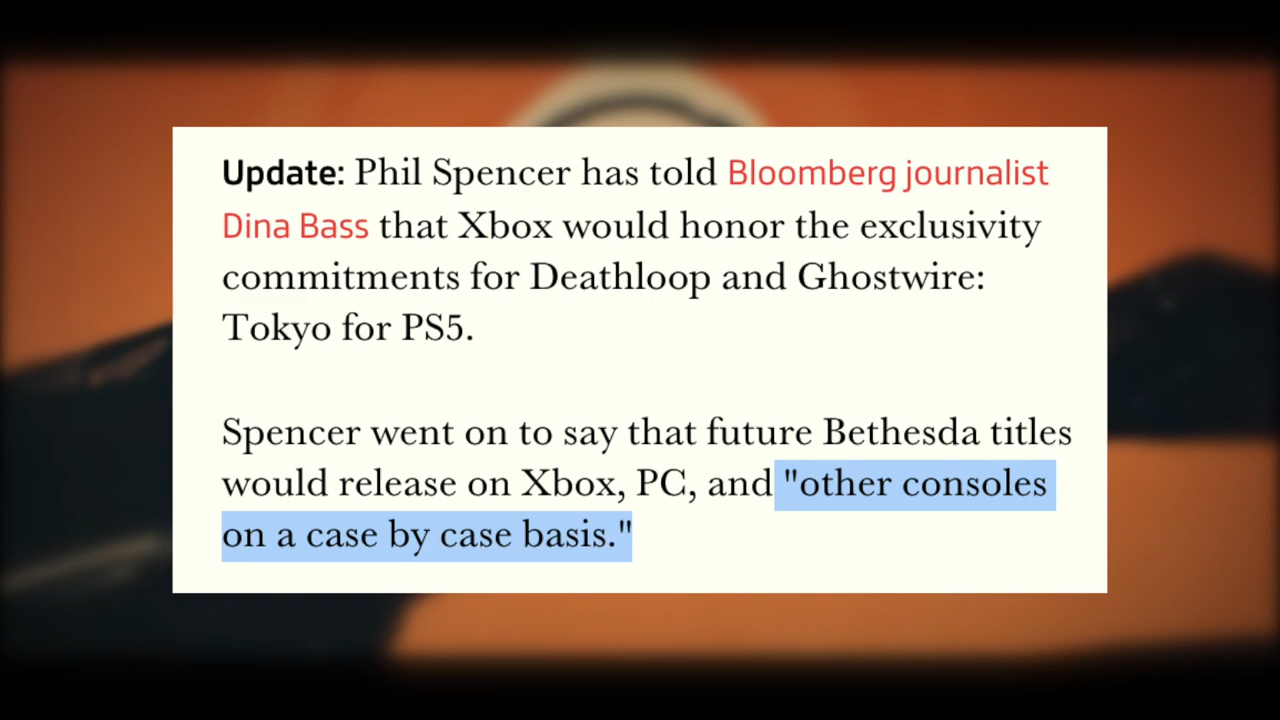 Update: Phil Spencer has told Bloomberg journalist
Dina Bass that Xbox would honor the exclusivity
commitments for Deathloop and Ghostwire:
Tokyo for PS5.
Spencer went on to say that future Bethesda titles
would release on Xbox, PC, and "other consoles
on a case by case basis."